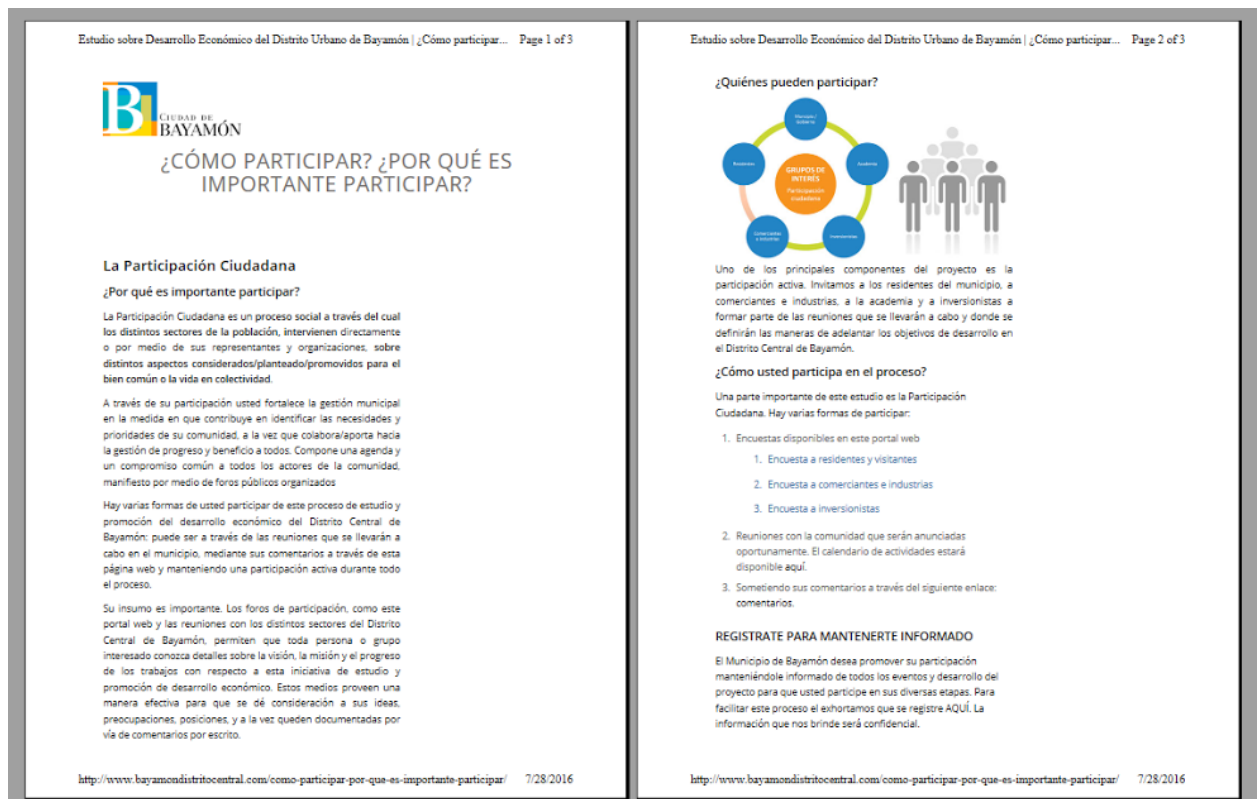 Estudio sobre Desarrollo Económico del Distrito Urbano de Bayamón | ¿Cómo participar... Page 1 of 3
B
CIUDAD DE
BAYAMÓN
¿CÓMO PARTICIPAR? ¿POR QUÉ ES
IMPORTANTE PARTICIPAR?
La Participación Ciudadana
¿Por qué es importante participar?
La Participación Ciudadana es un proceso social a través del cual
los distintos sectores de la población, intervienen directamente
o por medio de sus representantes y organizaciones, sobre
distintos aspectos considerados/planteado/promovidos para el
bien común o la vida en colectividad.
A través de su participación usted fortalece la gestión municipal
en la medida en que contribuye en identificar las necesidades y
prioridades de su comunidad, a la vez que colabora/aporta hacia
la gestión de progreso y beneficio a todos. Compone una agenda y
un compromiso común a todos los actores de la comunidad,
manifiesto por medio de foros públicos organizados
Hay varias formas de usted participar de este proceso de estudio y
promoción del desarrollo económico del Distrito Central de
Bayamón: puede ser a través de las reuniones que se llevarán a
cabo en el municipio, mediante sus comentarios a través de esta
página web y manteniendo una participación activa durante todo
el proceso.
Su insumo es importante. Los foros de participación, como este
portal web y las reuniones con los distintos sectores del Distrito
Central de Bayamón, permiten que toda persona o grupo
interesado conozca detalles sobre la visión, la misión y el progreso
de los trabajos con respecto a esta iniciativa de estudio y
promoción de desarrollo económico. Estos medios proveen una
manera efectiva para que se dé consideración a sus ideas,
preocupaciones, posiciones, y a la vez queden documentadas por
vía de comentarios por escrito.
http://www.bayamondistritocentral.com/como-participar-por-que-es-importante-participar/ 7/28/2016
Estudio sobre Desarrollo Económico del Distrito Urbano de Bayamón | ¿Cómo participar... Page 2 of 3
¿Quiénes pueden participar?
Municipio /
Gobierno
Residentes
Academia
GRUPOS DE
INTERÉS
Participación
ciudadana
Comerciantes
e Industrias
Inversionistas
Uno de los principales componentes del proyecto es la
participación activa. Invitamos a los residentes del municipio, a
comerciantes e industrias, a la academia y a inversionistas a
formar parte de las reuniones que se llevarán a cabo y donde se
definirán las maneras de adelantar los objetivos de desarrollo en
el Distrito Central de Bayamón.
¿Cómo usted participa en el proceso?
Una parte importante de este estudio es la Participación
Ciudadana. Hay varias formas de participar:
1. Encuestas disponibles en este portal web
1. Encuesta a residentes y visitantes
2. Encuesta a comerciantes e industrias
3. Encuesta a inversionistas
2. Reuniones con la comunidad que serán anunciadas
oportunamente. El calendario de actividades estará
disponible aquí.
3. Sometiendo sus comentarios a través del siguiente enlace:
comentarios.
REGISTRATE PARA MANTENERTE INFORMADO
El Municipio de Bayamón desea promover su participación
manteniéndole informado de todos los eventos y desarrollo del
proyecto para que usted participe en sus diversas etapas. Para
facilitar este proceso el exhortamos que se registre AQUÍ. La
información que nos brinde será confidencial.
http://www.bayamondistritocentral.com/como-participar-por-que-es-importante-participar/ 7/28/2016